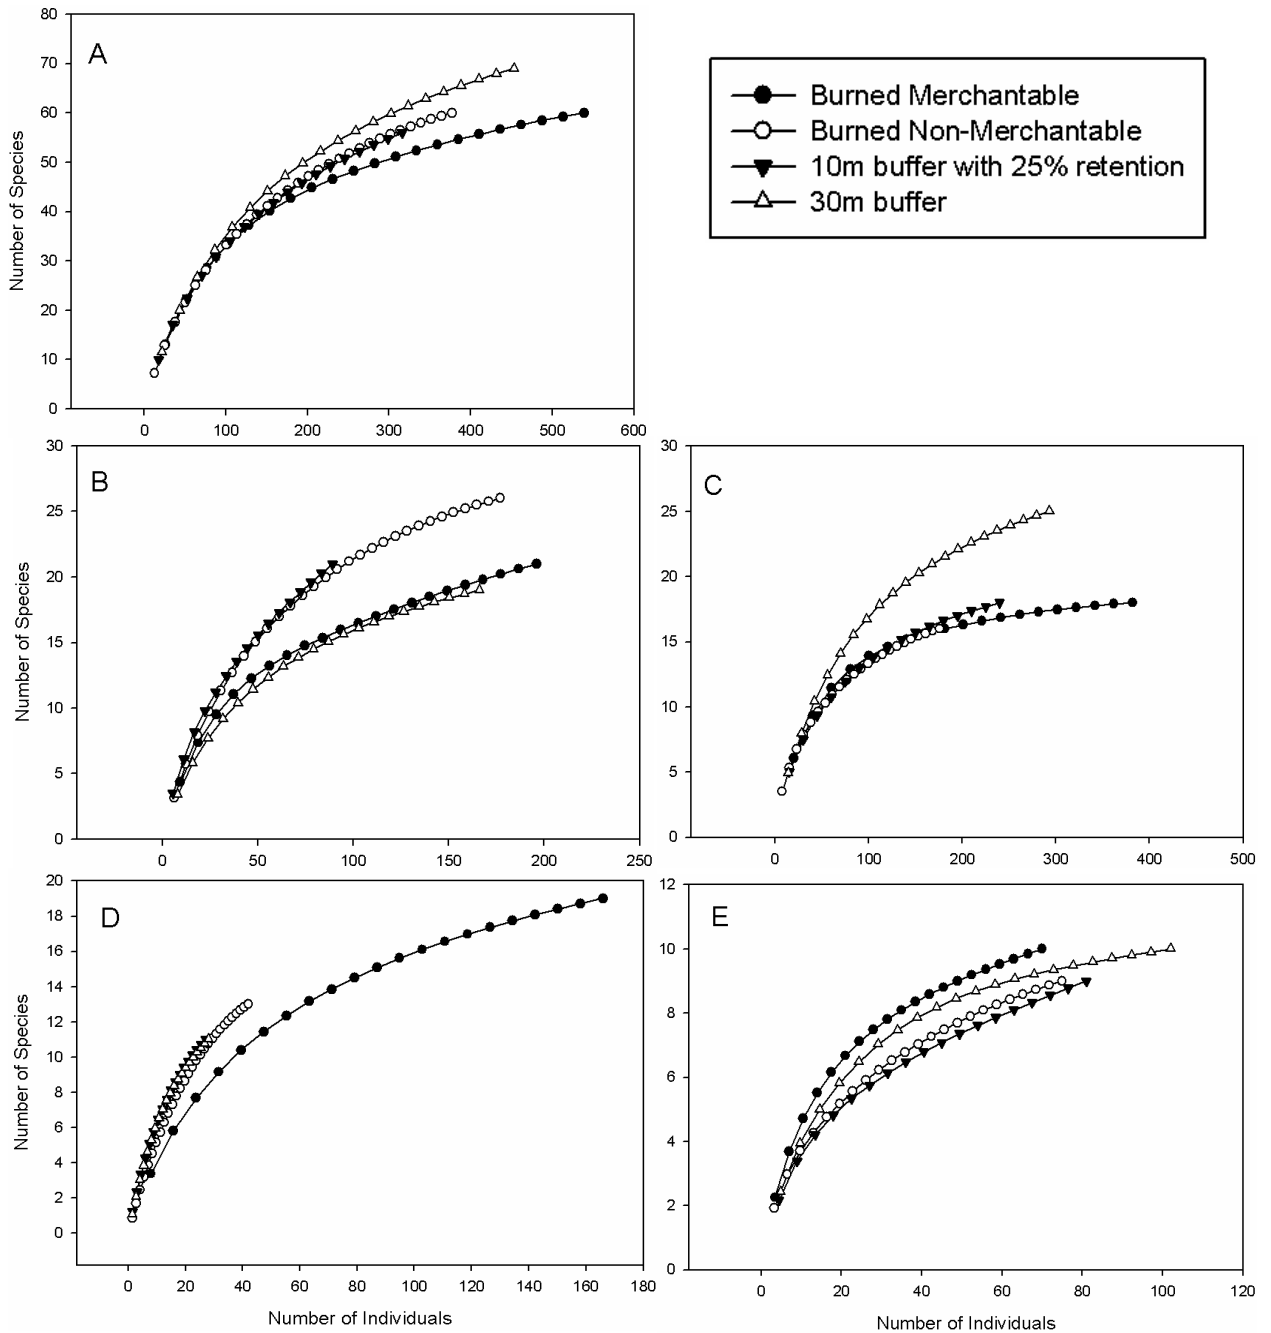 A
80
70
60
50
40
30
20
10
0
Number of Species
0 100 200 300 400 500 600
Burned Merchantable
Burned Non-Merchantable
10m buffer with 25% retention
30m buffer
B
30
25
20
15
10
5
0
Number of Species
0 50 100 150 200 250
C
30
25
20
15
10
5
0
0 100 200 300 400 500
D
20
18
16
14
12
10
8
6
4
2
0
Number of Species
0 20 40 60 80 100 120 140 160 180
Number of Individuals
E
12
10
8
6
4
2
0
0 20 40 60 80 100 120
Number of Individuals